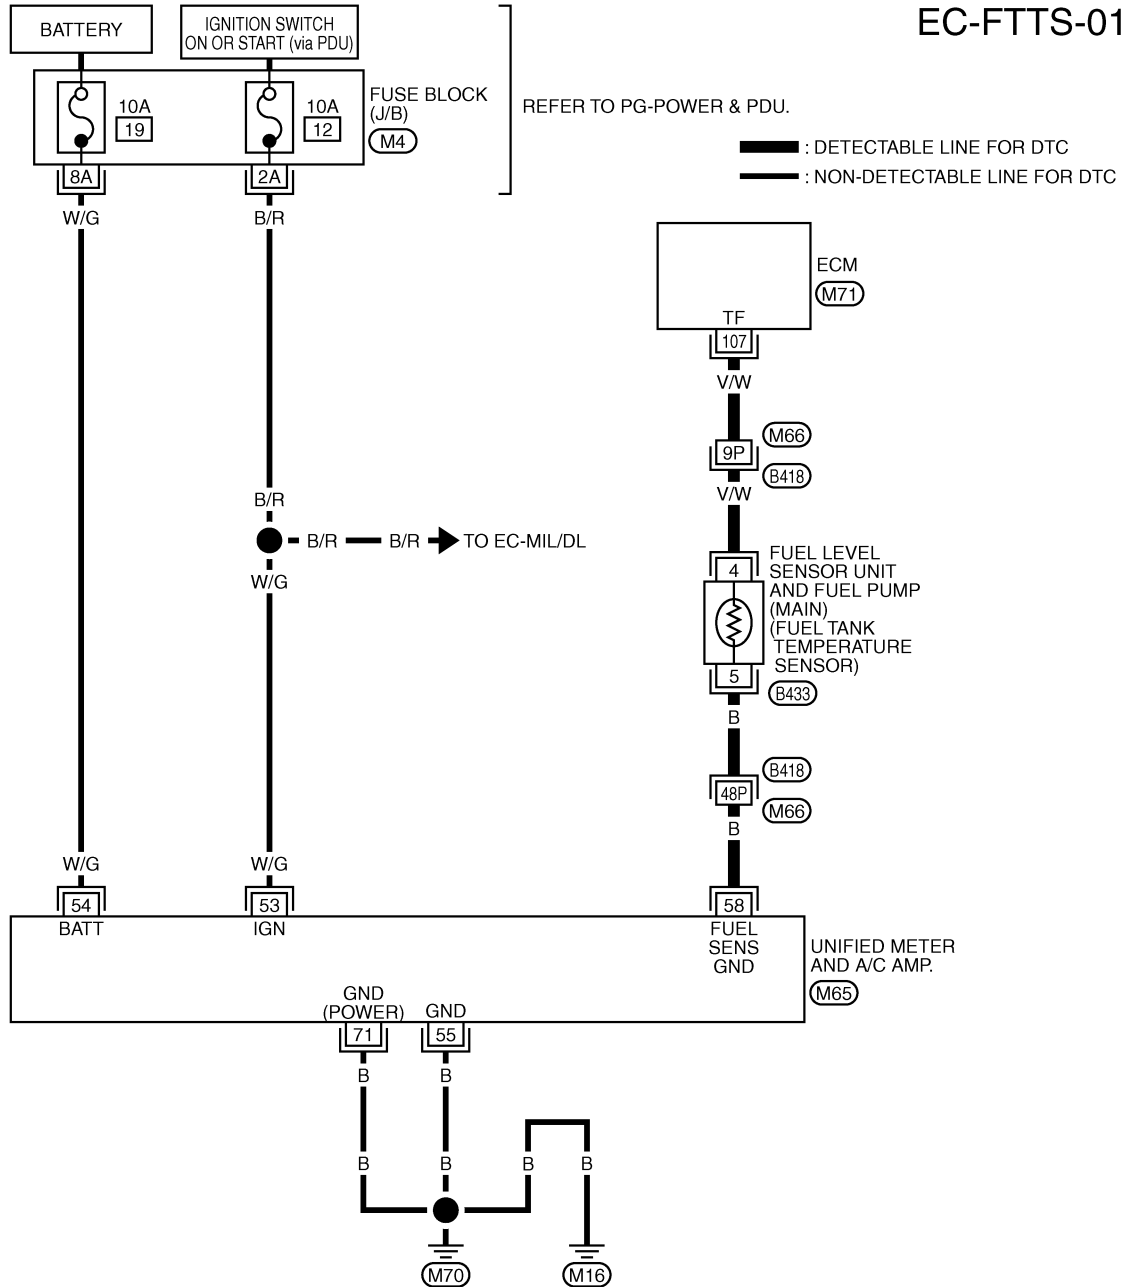 EC-FTTS-01
BATTERY
IGNITION SWITCH
ON OR START (via PDU)
10A
19
10A
12
FUSE BLOCK
(J/B)
M4
REFER TO PG-POWER & PDU.
8A
2A
W/G
B/R
: DETECTABLE LINE FOR DTC
: NON-DETECTABLE LINE FOR DTC
ECM
M71
TF
107
V/W
9P
M66
B418
V/W
B/R
B/R
B/R
TO EC-MIL/DL
W/G
4
FUEL LEVEL
SENSOR UNIT
AND FUEL PUMP
(MAIN)
(FUEL TANK
TEMPERATURE
SENSOR)
5
B433
B
B418
48P
M66
B
W/G
W/G
54
53
58
BATT
IGN
FUEL
SENS
GND
UNIFIED METER
AND A/C AMP.
M65
GND
(POWER)
GND
71
55
B
B
B
B
B
B
M70
M16